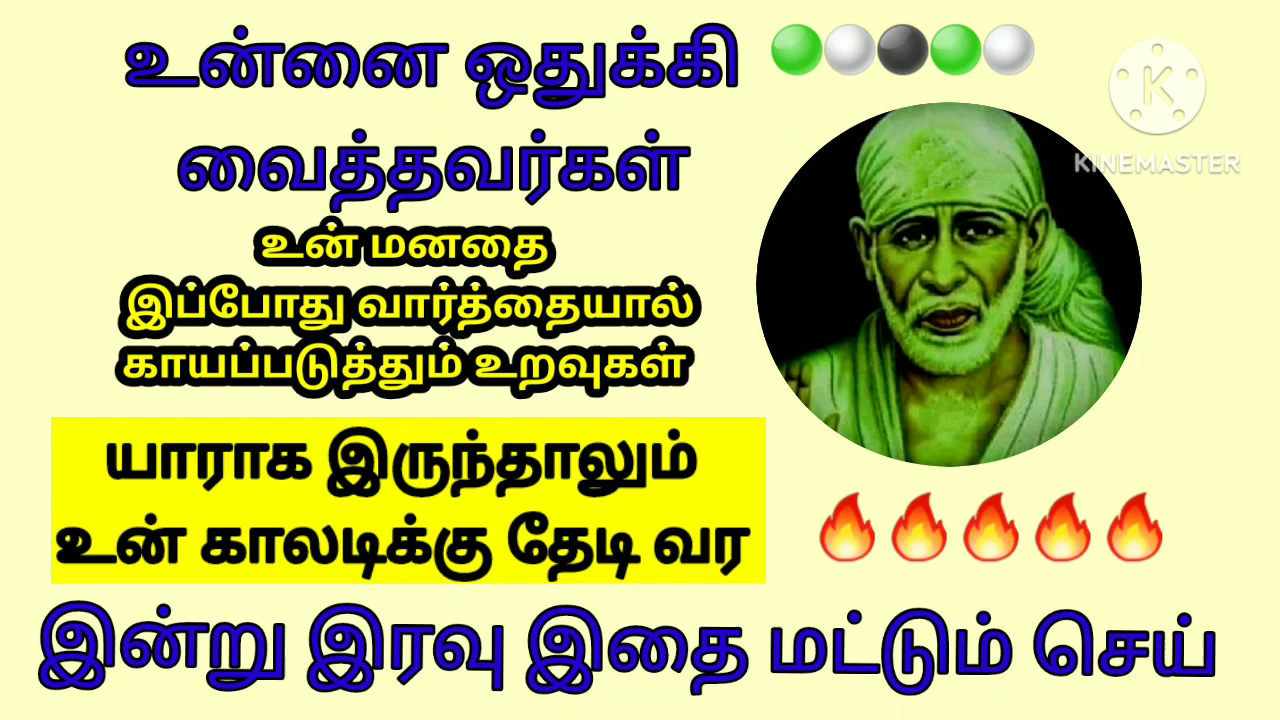 உன்னை ஒதுக்கி
வைத்தவர்கள்
உன் மனதை
இப்போது வார்த்தையால்
காயப்படுத்தும் உறவுகள்
யாராக இருந்தாலும்
உன் காலடிக்கு தேடி வர
இன்று இரவு இதை மட்டும் செய்
K
KINEMASTER